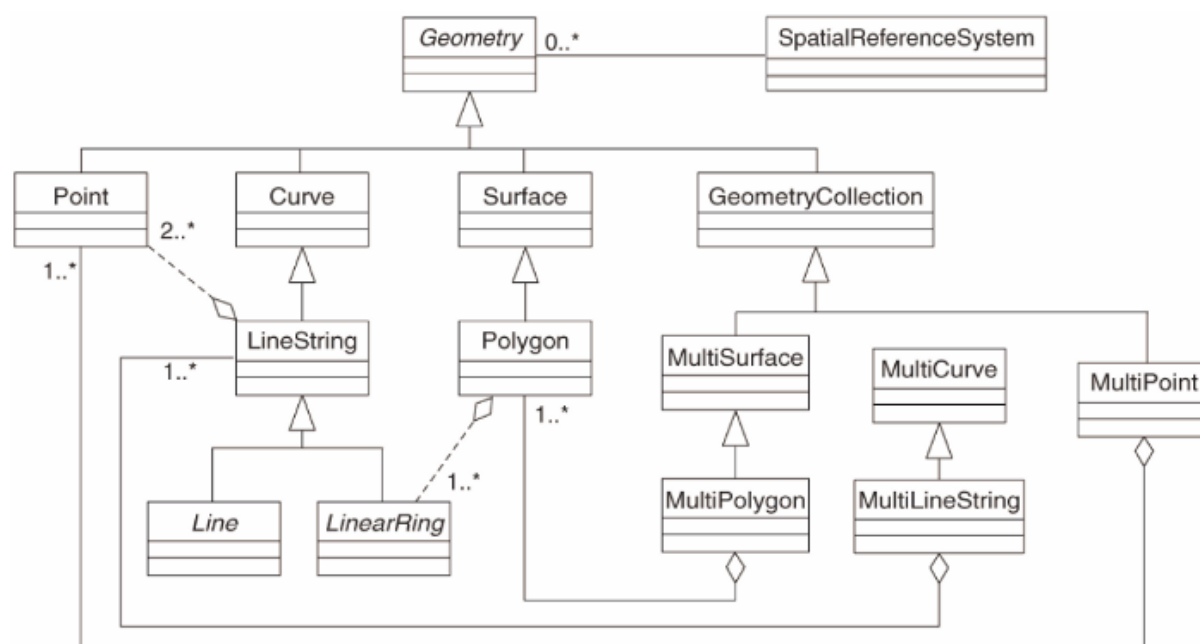 Geometry
0..*
SpatialReferenceSystem
Point
Curve
Surface
GeometryCollection
2..*
1..*
LineString
Polygon
MultiSurface
MultiCurve
MultiPoint
1..*
1..*
1..*
Line
LinearRing
MultiPolygon
MultiLineString